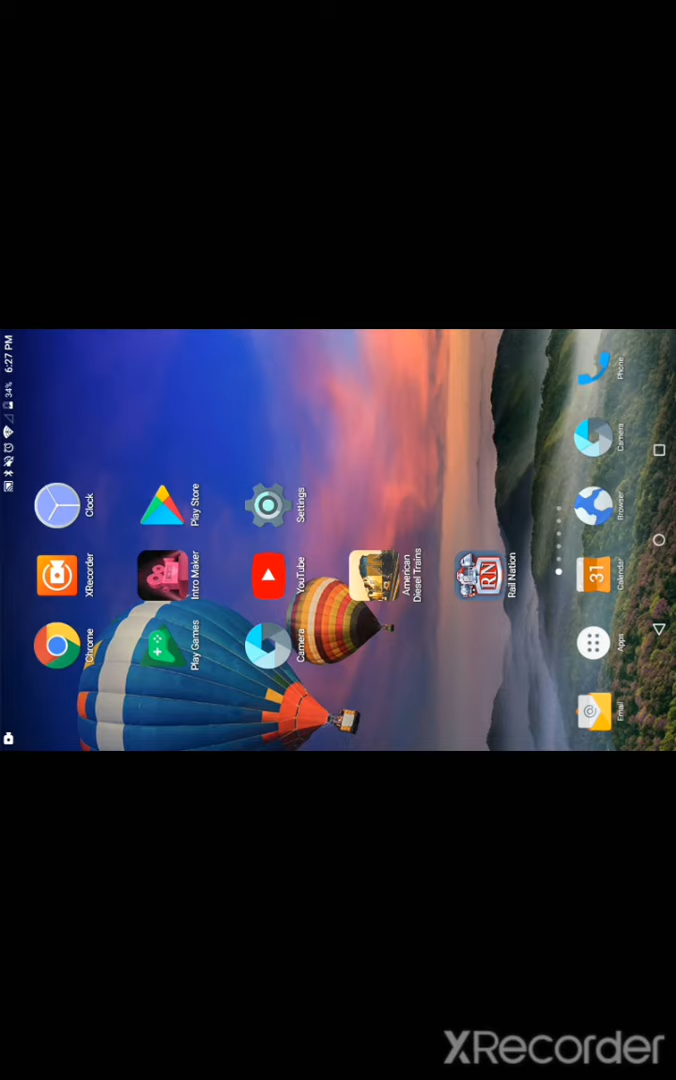 34% 6:27 PM
Chrome
XRecorder
Clock
Play Games
Intro Maker
Play Store
Camera
YouTube
Settings
American
Diesel Trains
RN
Rail Nation
@
31
Email
Apps
Calendar
Browser
Camera
Phone
XRecorder